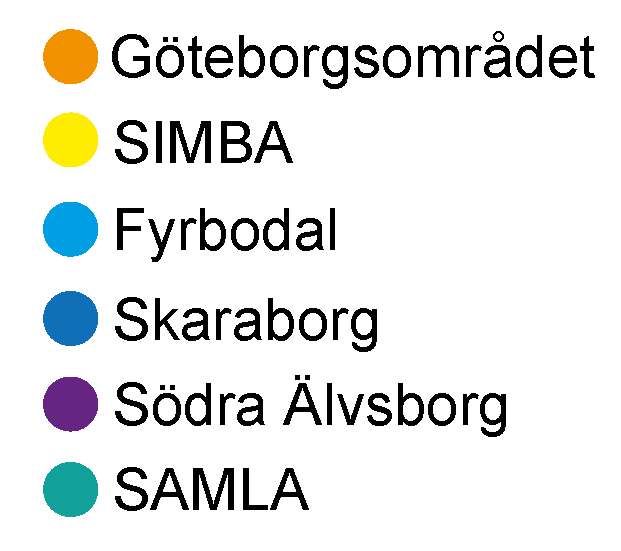 Göteborgsområdet
SIMBA
Fyrbodal
Skaraborg
Södra Älvsborg
SAMLA